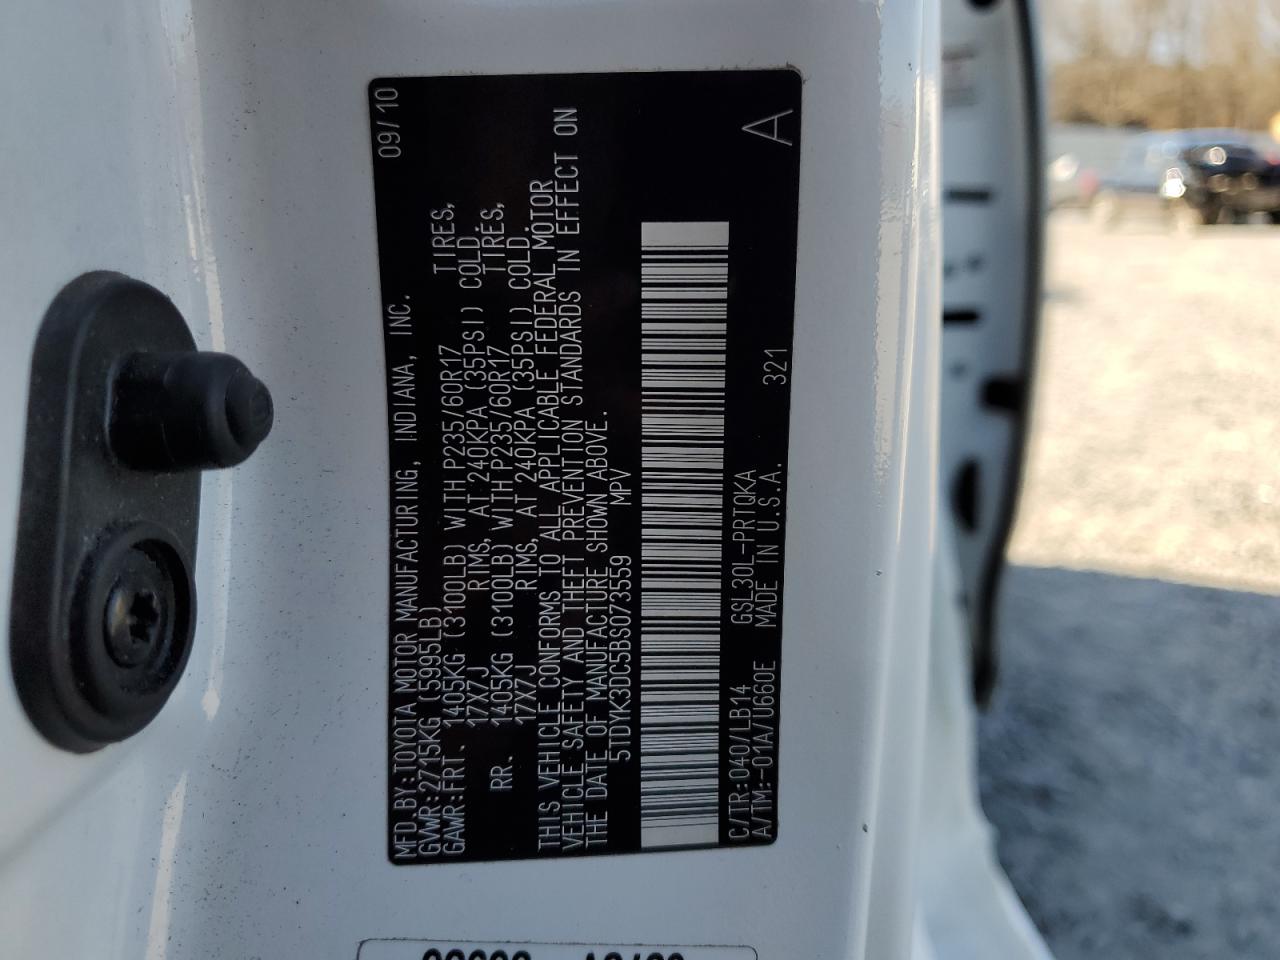 MFD.BY:TOYOTA MOTOR MANUFACTURING, INDIANA, INC. 09/10
GVWR:2715KG (5995LB)
GAWR:FRT. 1405KG (3100LB) WITH P235/60R17 TIRES,
17X7J RIMS, AT 240KPA (35PSI) COLD.
RR. 1405KG (3100LB) WITH P235/60R17 TIRES,
17X7J RIMS, AT 240KPA (35PSI) COLD.
THIS VEHICLE CONFORMS TO ALL APPLICABLE FEDERAL MOTOR
VEHICLE SAFETY AND THEFT PREVENTION STANDARDS IN EFFECT ON
THE DATE OF MANUFACTURE SHOWN ABOVE.
5TDYK3DC5BS073559 MPV
C/TR:040/LB14 GSL30L-PRTQKA
A/TM:-01A/U660E MADE IN U.S.A. 321 A